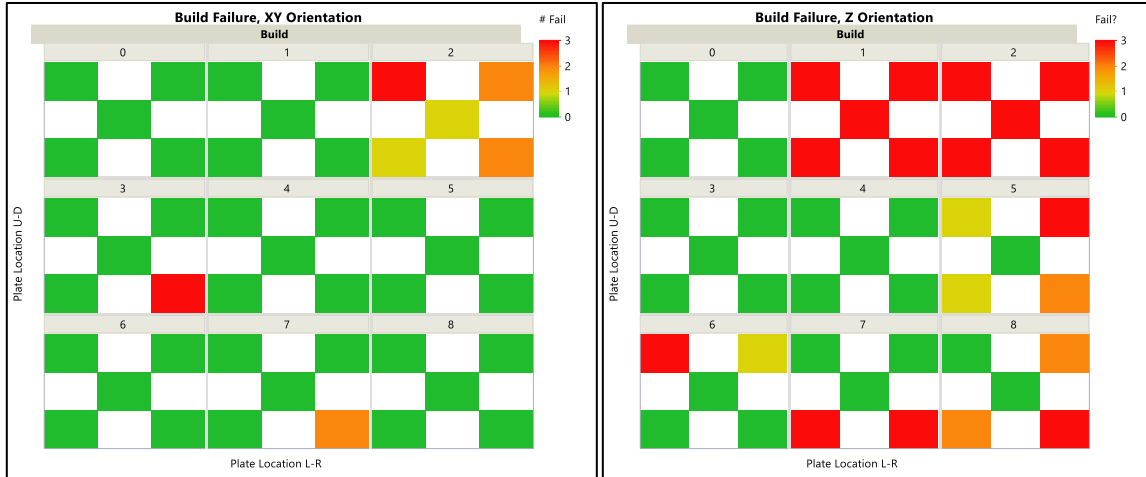 Build Failure, XY Orientation
Build
# Fail
3
2
1
0
0 1 2
3 4 5
6 7 8
Plate Location U-D
Plate Location L-R
Build Failure, Z Orientation
Build
Fail?
3
2
1
0
0 1 2
3 4 5
6 7 8
Plate Location U-D
Plate Location L-R